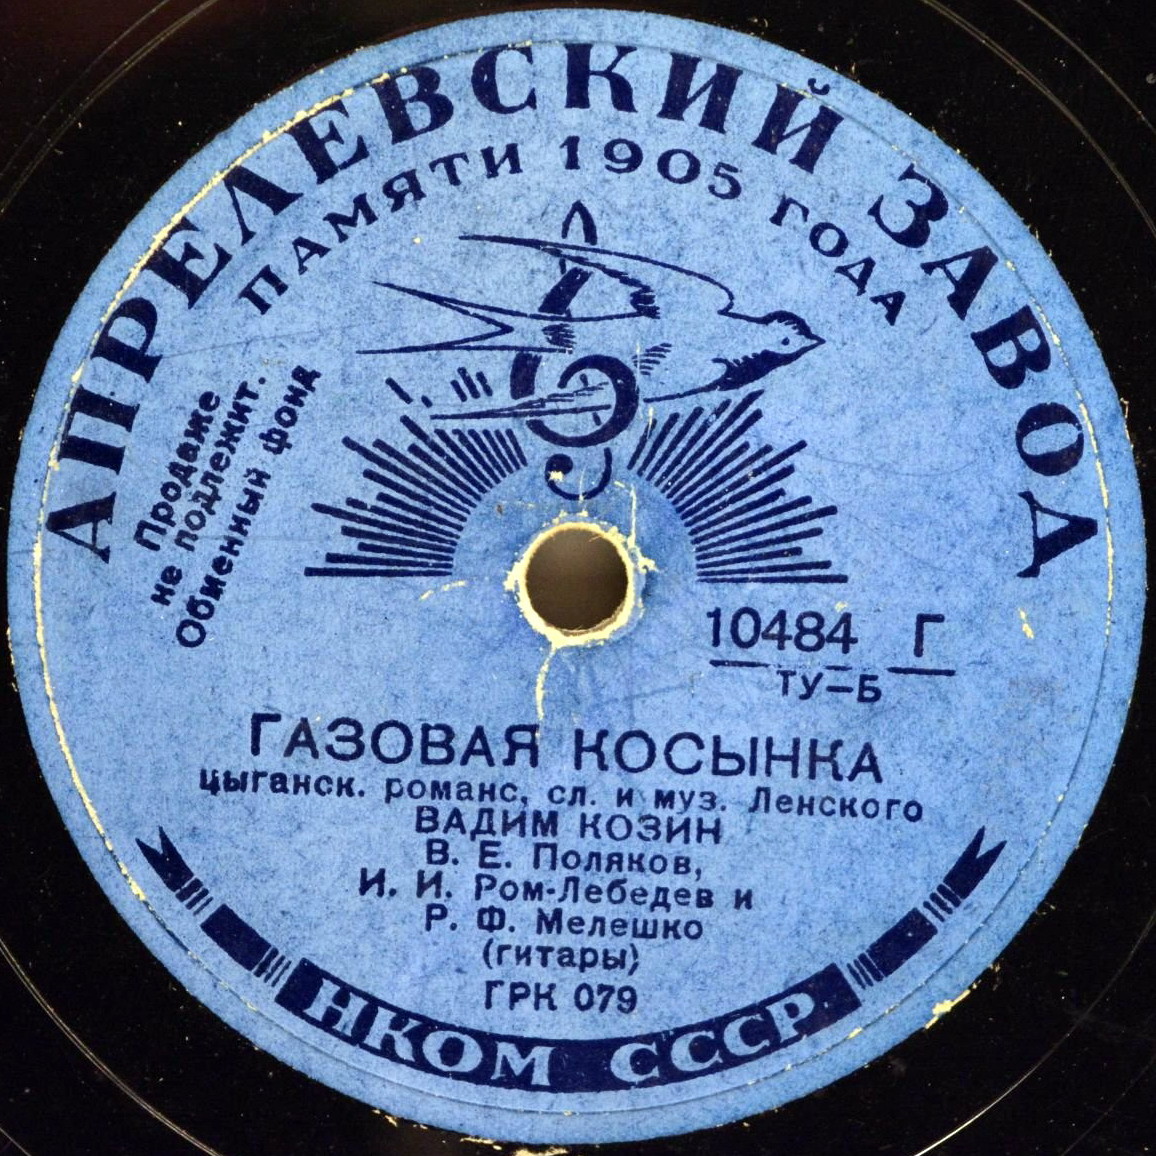 АПРЕЛЕВСКИЙ ЗАВОД
ПАМЯТИ 1905 ГОДА
Продаже
не подлежит.
Обменный фонд
10484 Г
ТУ—Б
ГАЗОВАЯ КОСЫНКА
цыганск. романс, сл. и муз. Ленского
ВАДИМ КОЗИН
В. Е. Поляков,
И. И. Ром-Лебедев и
Р. Ф. Мелешко
(гитары)
ГРК 079
НКОМ СССР